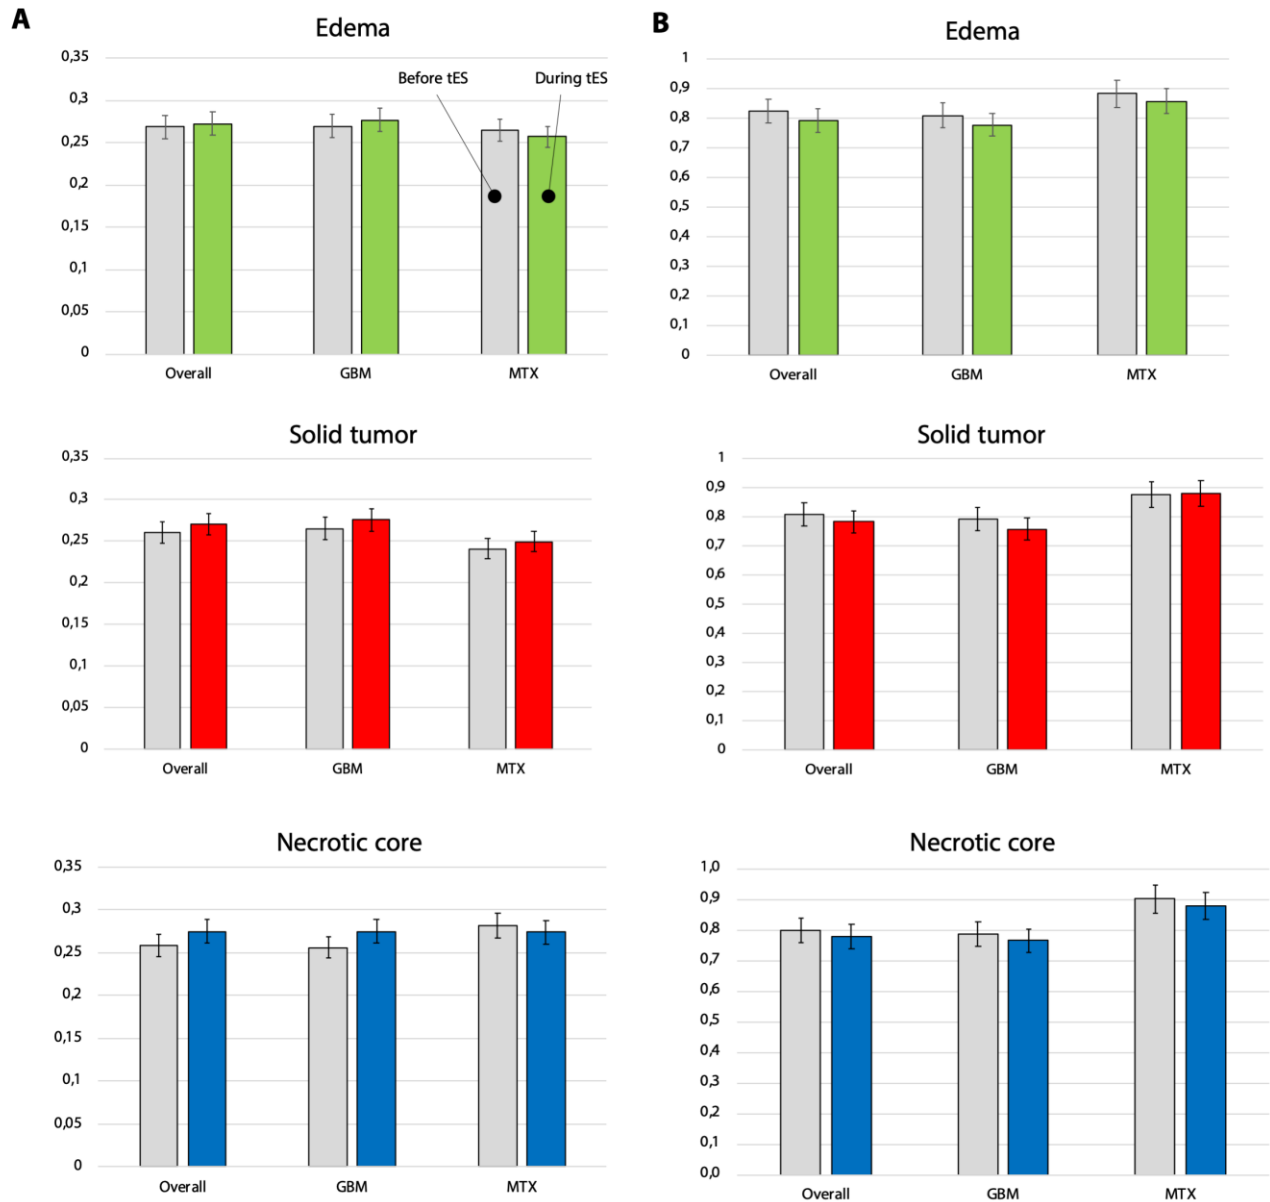 A
Edema
0,35
0,3
0,25
0,2
0,15
0,1
0,05
0
Before tES
During tES
Overall
GBM
MTX
B
Edema
1
0,9
0,8
0,7
0,6
0,5
0,4
0,3
0,2
0,1
0
Overall
GBM
MTX
Solid tumor
0,35
0,3
0,25
0,2
0,15
0,1
0,05
0
Overall
GBM
MTX
Solid tumor
1
0,9
0,8
0,7
0,6
0,5
0,4
0,3
0,2
0,1
0
Overall
GBM
MTX
Necrotic core
0,35
0,3
0,25
0,2
0,15
0,1
0,05
0
Overall
GBM
MTX
Necrotic core
1,0
0,9
0,8
0,7
0,6
0,5
0,4
0,3
0,2
0,1
0,0
Overall
GBM
MTX